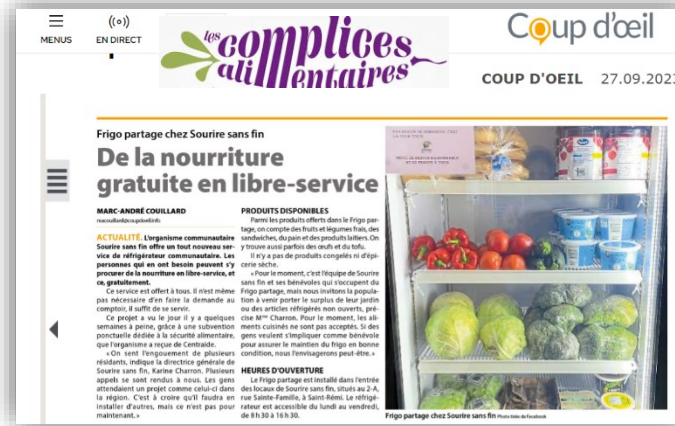 MENUS
EN DIRECT
les complices
alimentaires
Coup d'œil
COUP D'OEIL 27.09.2023
Frigo partage chez Sourire sans fin
De la nourriture
gratuite en libre-service
MARC-ANDRÉ COUILLARD
macouillard@coupdoeil.info
ACTUALITÉ. L'organisme communautaire
Sourire sans fin offre un tout nouveau ser-
vice de réfrigérateur communautaire. Les
personnes qui en ont besoin peuvent s'y
procurer de la nourriture en libre-service, et
ce, gratuitement.
Ce service est offert à tous. Il n'est même
pas nécessaire d'en faire la demande au
comptoir, il suffit de se servir.
Ce projet a vu le jour il y a quelques
semaines à peine, grâce à une subvention
ponctuelle dédiée à la sécurité alimentaire,
que l'organisme a reçue de Centraide.
« On sent l'engouement de plusieurs
résidants, indique la directrice générale de
Sourire sans fin, Karine Charron. Plusieurs
appels se sont rendus à nous. Les gens
attendaient un projet comme celui-ci dans
la région. C'est à croire qu'il faudra en
installer d'autres, mais ce n'est pas pour
maintenant. »
PRODUITS DISPONIBLES
Parmi les produits offerts dans le Frigo par-
tage, on compte des fruits et légumes frais, des
sandwiches, du pain et des produits laitiers. On
y trouve aussi parfois des œufs et du tofu.
Il n'y a pas de produits congelés ni d'épi-
cerie sèche.
« Pour le moment, c'est l'équipe de Sourire
sans fin et ses bénévoles qui s'occupent du
Frigo partage, mais nous invitons la popula-
tion à venir porter le surplus de leur jardin
ou des articles réfrigérés non ouverts, pré-
cise Mme Charron. Pour le moment, les ali-
ments cuisinés ne sont pas acceptés. Si des
gens veulent s'impliquer comme bénévole
pour assurer le maintien du frigo en bonne
condition, nous l'envisagerons peut-être. »
HEURES D'OUVERTURE
Le Frigo partage est installé dans l'entrée
des locaux de Sourire sans fin, situés au 2-A,
rue Sainte-Famille, à Saint-Rémi. Le réfrigé-
rateur est accessible du lundi au vendredi,
de 8 h 30 à 16 h 30.
Frigo partage chez Sourire sans fin Photo tirée de Facebook